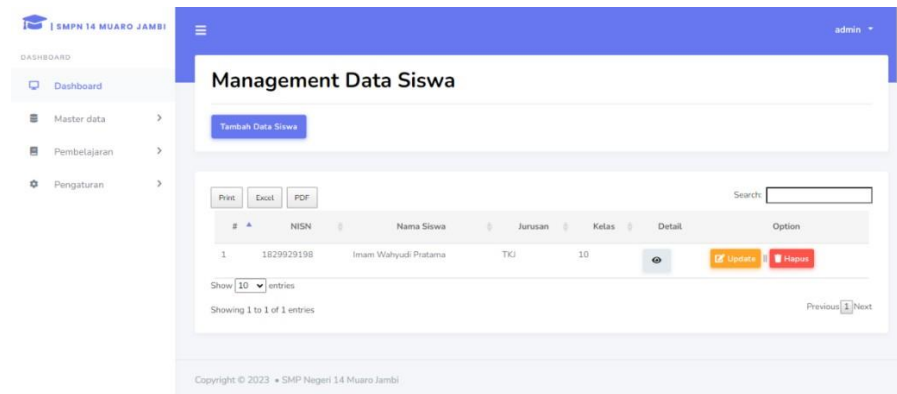 | SMPN 14 MUARO JAMBI
admin
DASHBOARD
Dashboard
Master data
Pembelajaran
Pengaturan
Management Data Siswa
Tambah Data Siswa
Print Excel PDF
Search:
# NISN Nama Siswa Jurusan Kelas Detail Option
1 1829929198 Imam Wahyudi Pratama TKJ 10 Update || Hapus
Show 10 entries
Showing 1 to 1 of 1 entries
Previous 1 Next
Copyright © 2023 • SMP Negeri 14 Muaro Jambi